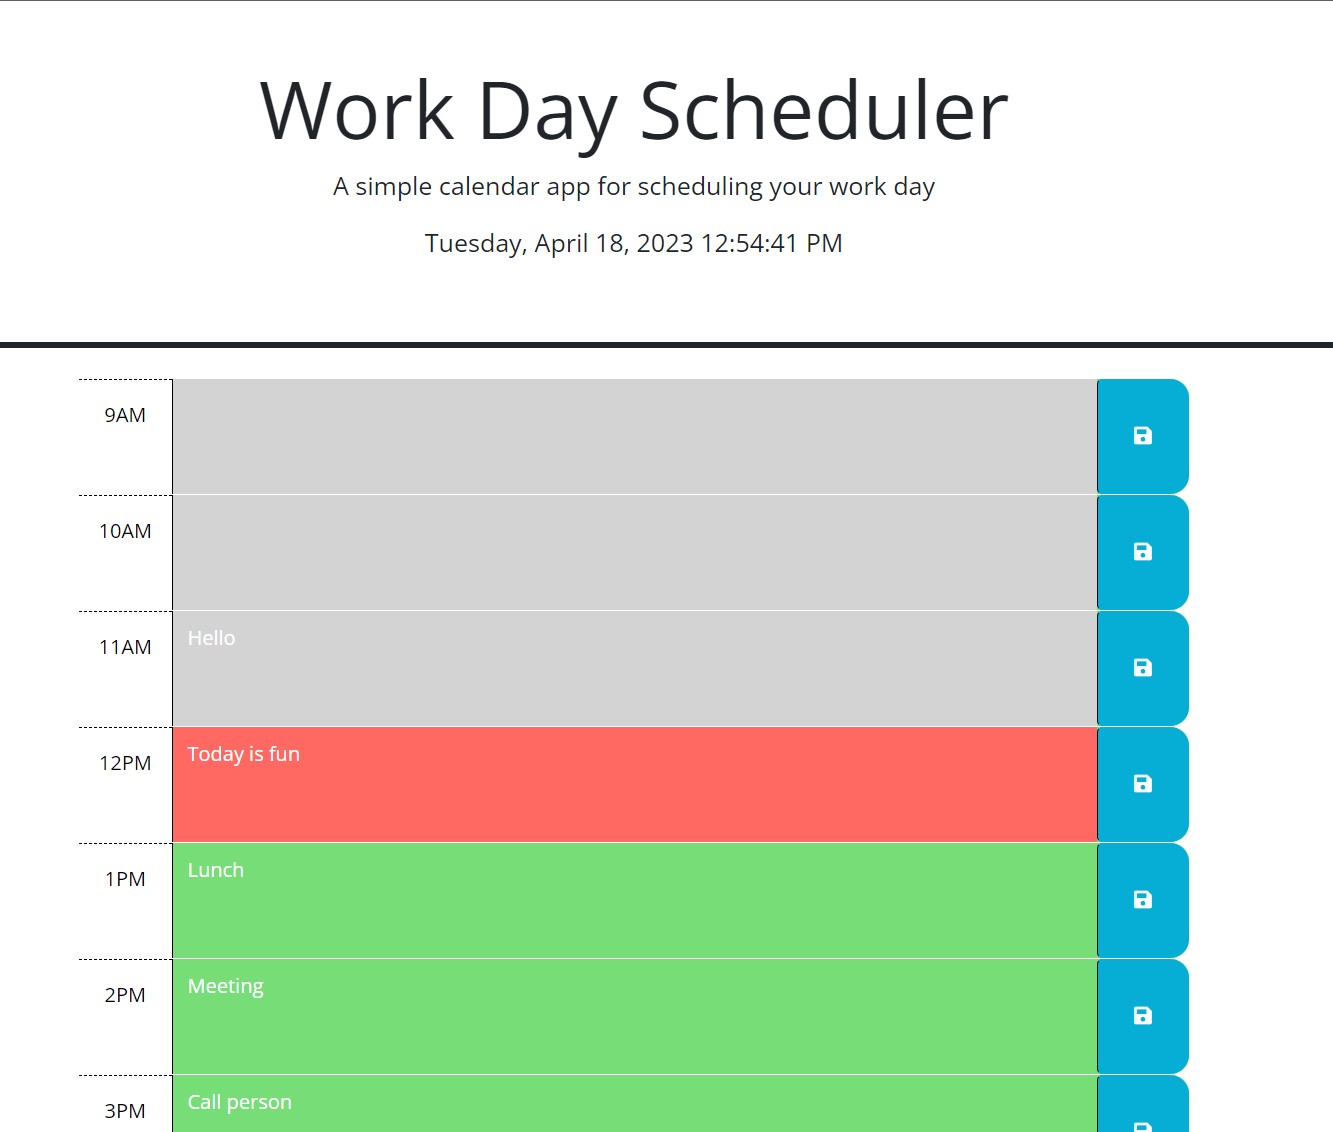 Work Day Scheduler
A simple calendar app for scheduling your work day
Tuesday, April 18, 2023 12:54:41 PM
9AM
10AM
11AM
Hello
12PM
Today is fun
1PM
Lunch
2PM
Meeting
3PM
Call person